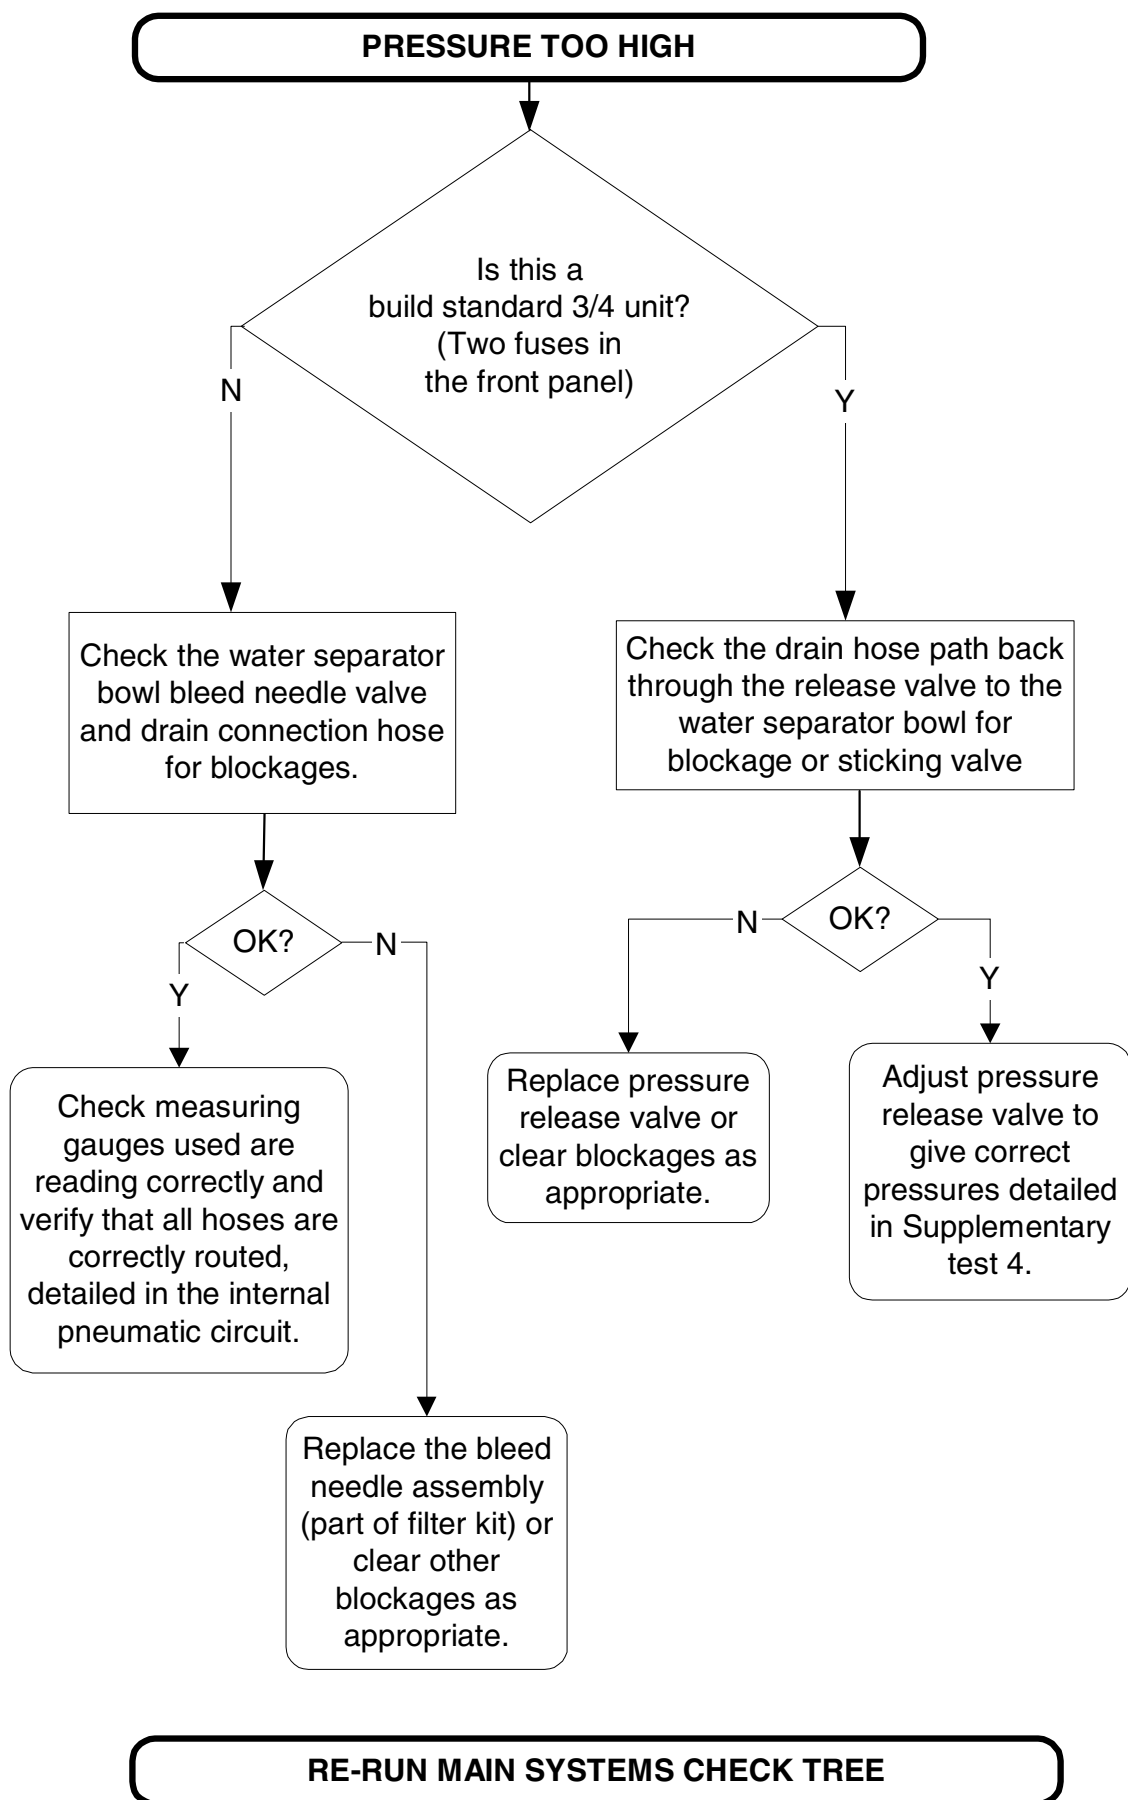 PRESSURE TOO HIGH
Is this a
build standard 3/4 unit?
(Two fuses in
the front panel)
N
Y
Check the water separator
bowl bleed needle valve
and drain connection hose
for blockages.
Check the drain hose path back
through the release valve to the
water separator bowl for
blockage or sticking valve
OK?
N
Y
N
OK?
Y
Check measuring
gauges used are
reading correctly and
verify that all hoses are
correctly routed,
detailed in the internal
pneumatic circuit.
Replace pressure
release valve or
clear blockages as
appropriate.
Adjust pressure
release valve to
give correct
pressures detailed
in Supplementary
test 4.
Replace the bleed
needle assembly
(part of filter kit) or
clear other
blockages as
appropriate.
RE-RUN MAIN SYSTEMS CHECK TREE